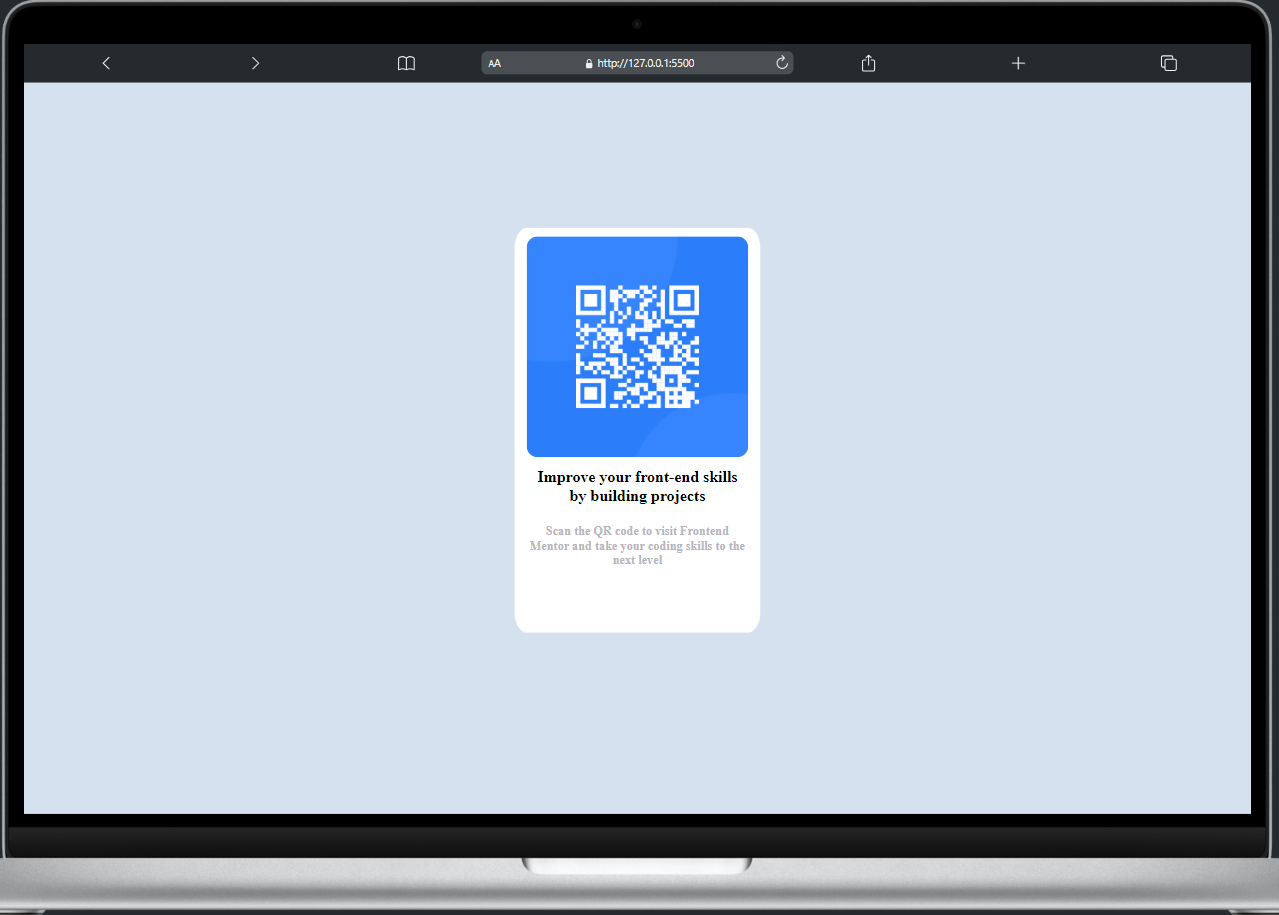 AA
http://127.0.0.1:5500
Improve your front-end skills
by building projects
Scan the QR code to visit Frontend
Mentor and take your coding skills to the
next level